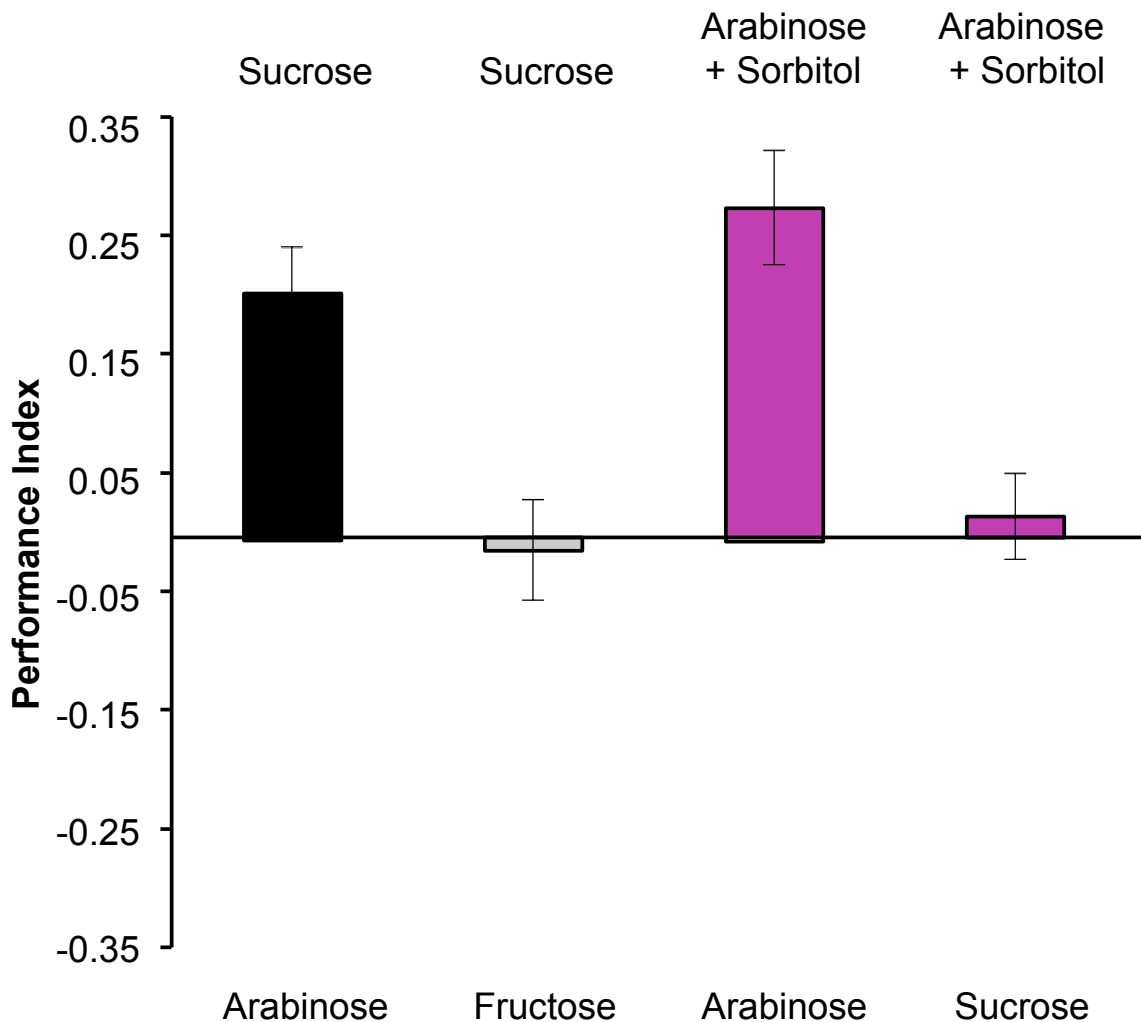 Arabinose Arabinose
Sucrose Sucrose + Sorbitol + Sorbitol
0.35
0.25
0.15
0.05
-0.05
-0.15
-0.25
-0.35
Performance Index
Arabinose Fructose Arabinose Sucrose